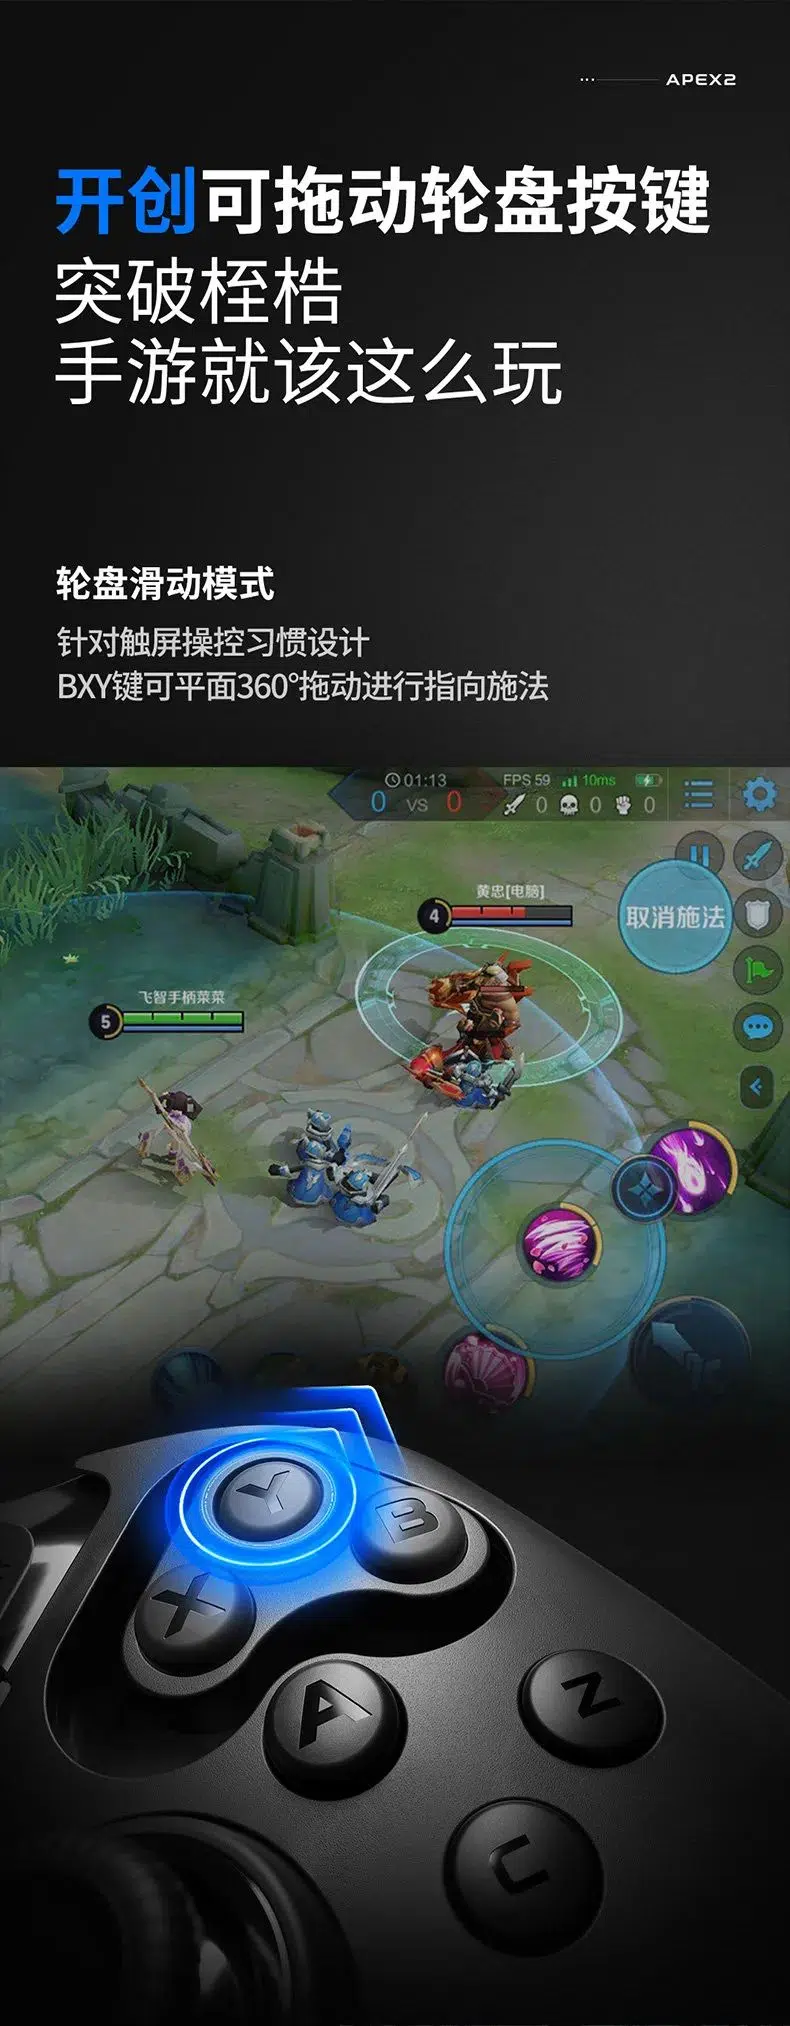 APEX2
开创可拖动轮盘按键
突破桎梏
手游就该这么玩
轮盘滑动模式
针对触屏操控习惯设计
BXY键可平面360°拖动进行指向施法
01:13
FPS 59 10ms
0 VS 0 0 0 0
黄忠[电脑]
4
取消施法
飞智手柄菜菜
5
Y
B
X
A
Z
C